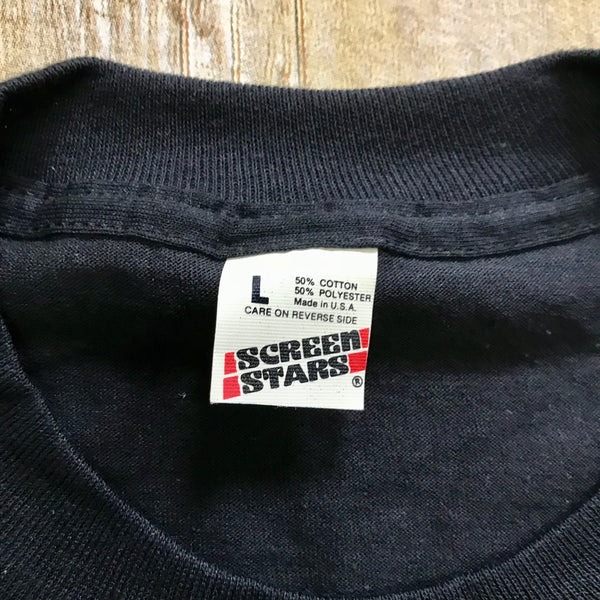 L
50% COTTON
50% POLYESTER
Made in U.S.A.
CARE ON REVERSE SIDE
SCREEN
STARS®